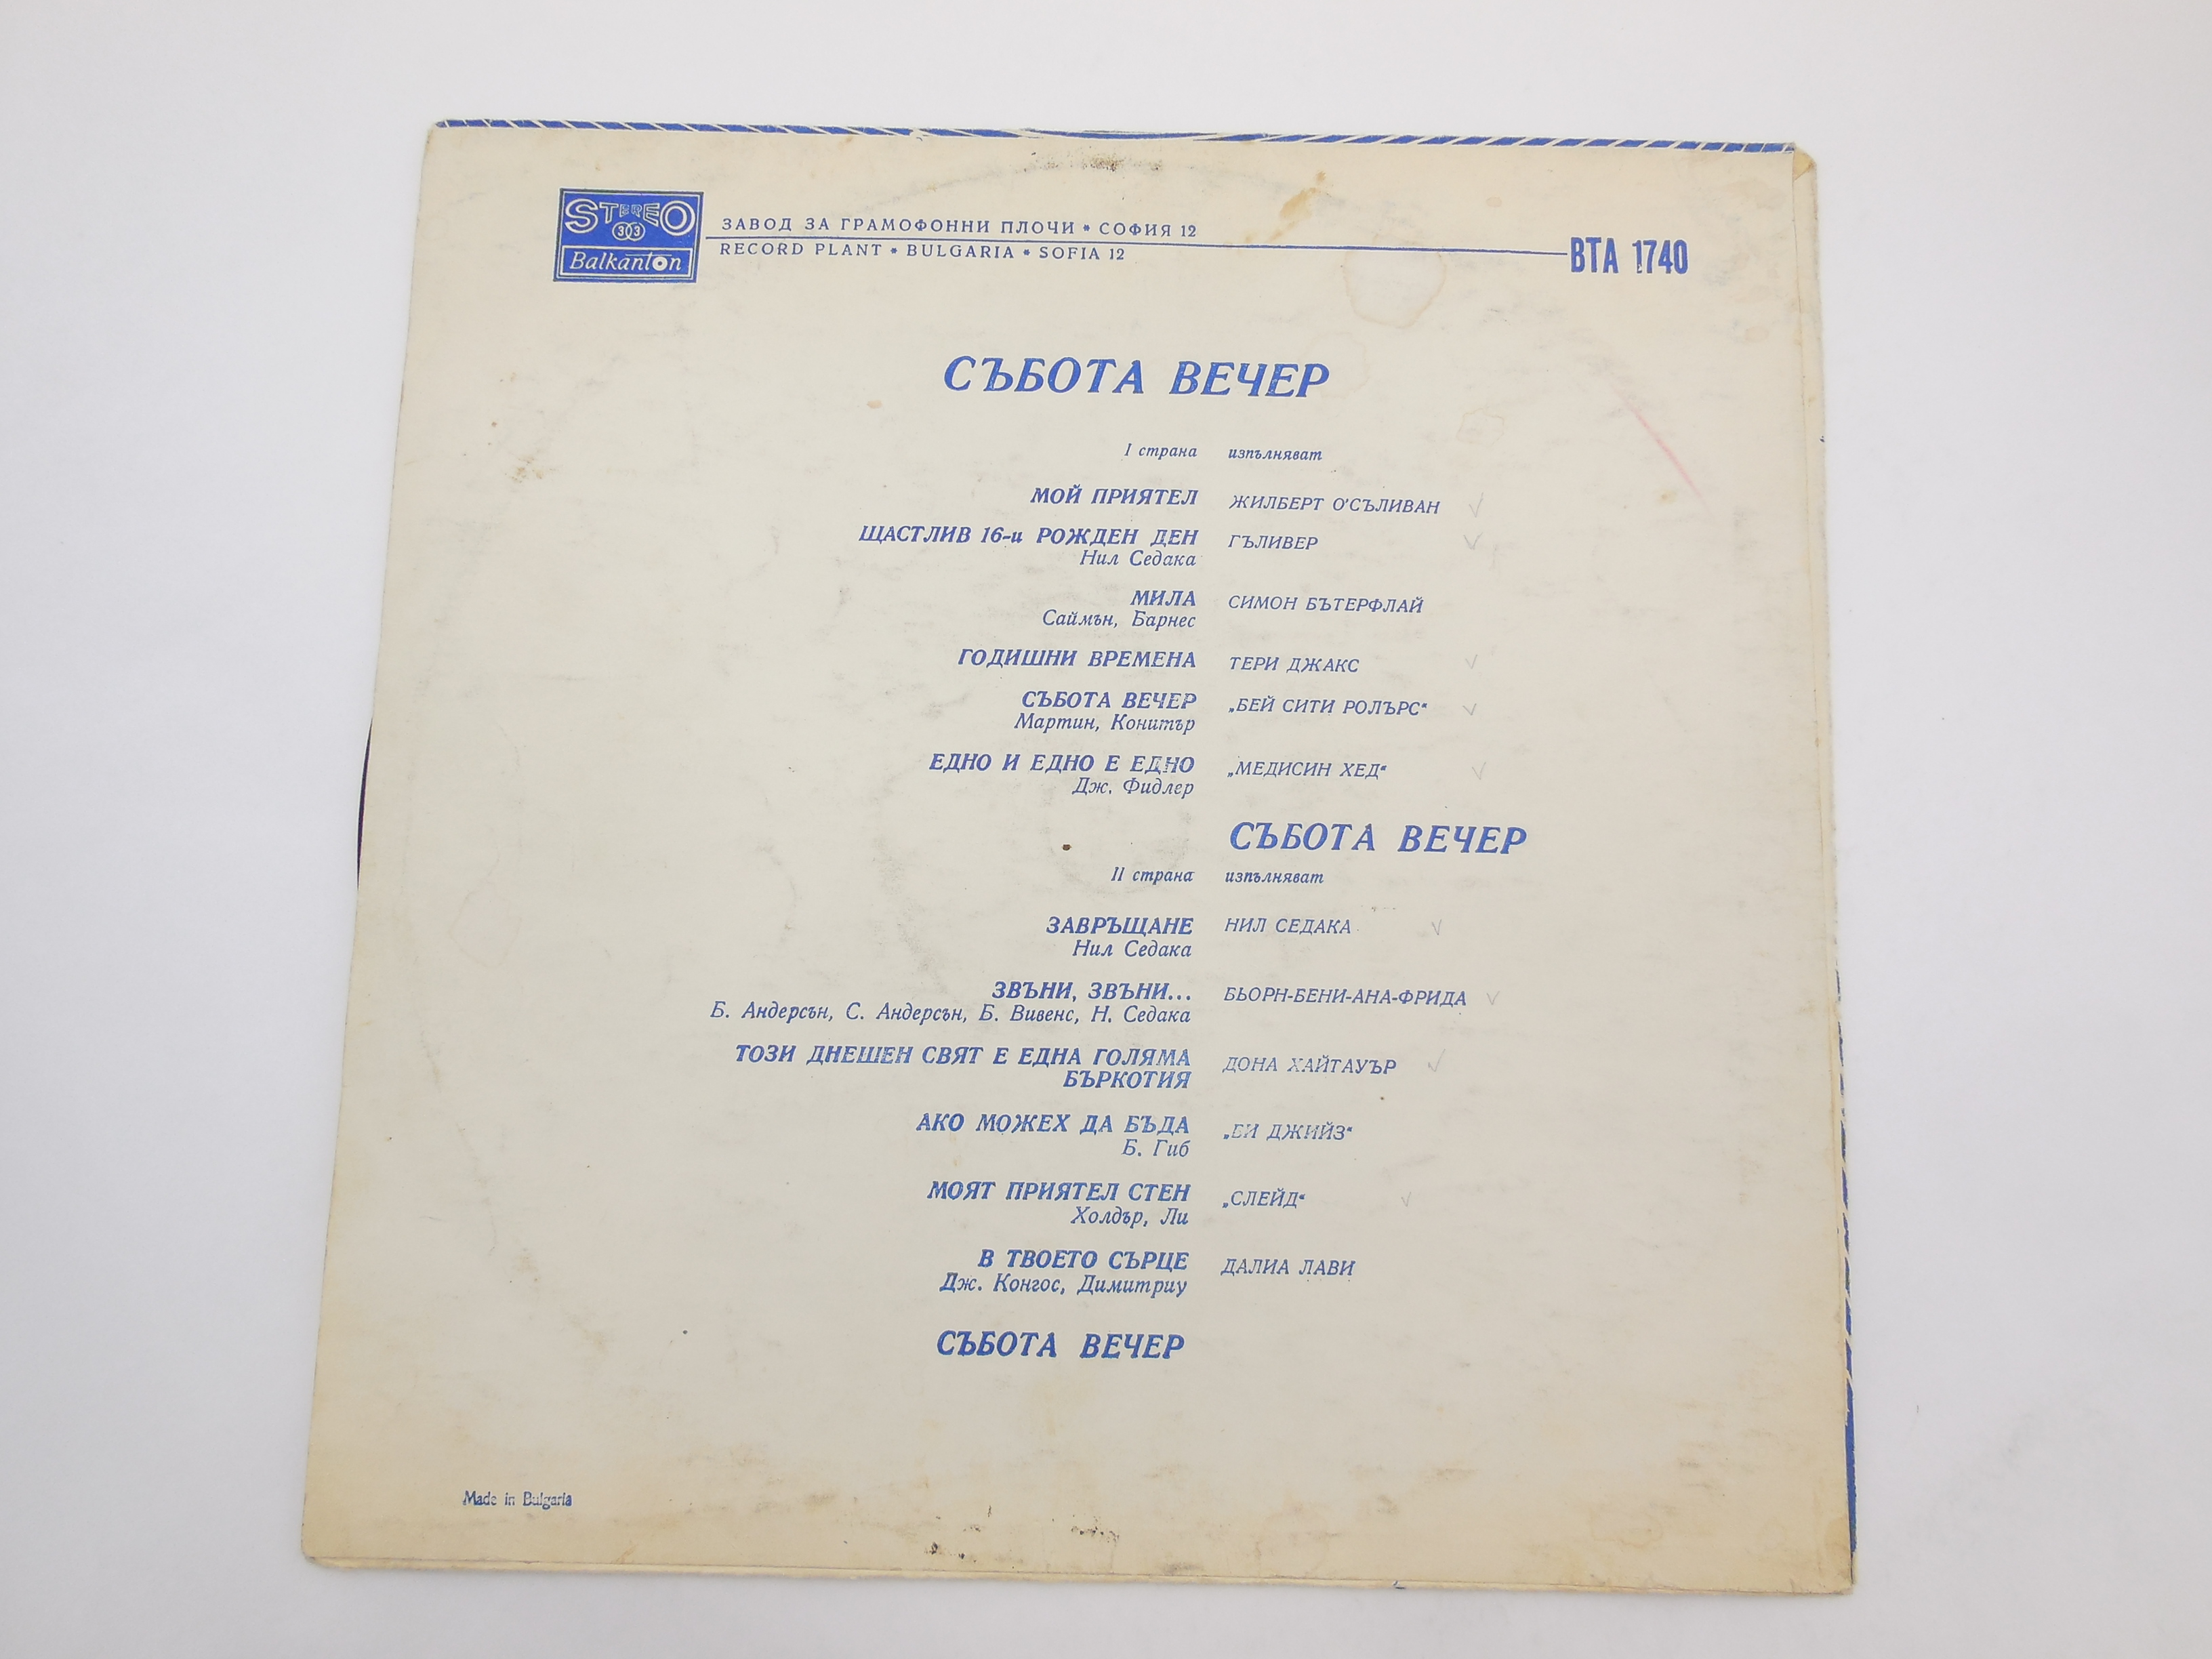 STEREO
33
Balkanton
ЗАВОД ЗА ГРАМОФОННИ ПЛОЧИ * СОФИЯ 12
RECORD PLANT * BULGARIA * SOFIA 12
ВТА 1740
СЪБОТА ВЕЧЕР
I страна изпълняват
МОЙ ПРИЯТЕЛ ЖИЛБЕРТ О'СЪЛИВАН
ЩАСТЛИВ 16-и РОЖДЕН ДЕН ГЪЛИВЕР
Нил Седака
МИЛА СИМОН БЪТЕРФЛАЙ
Саймън, Барнес
ГОДИШНИ ВРЕМЕНА ТЕРИ ДЖАКС
СЪБОТА ВЕЧЕР „БЕЙ СИТИ РОЛЪРС“
Мартин, Конитър
ЕДНО И ЕДНО Е ЕДНО „МЕДИСИН ХЕД“
Дж. Фидлер
СЪБОТА ВЕЧЕР
II страна изпълняват
ЗАВРЪЩАНЕ НИЛ СЕДАКА
Нил Седака
ЗВЪНИ, ЗВЪНИ... БЬОРН-БЕНИ-АНА-ФРИДА
Б. Андерсън, С. Андерсън, Б. Вивенс, Н. Седака
ТОЗИ ДНЕШЕН СВЯТ Е ЕДНА ГОЛЯМА ДОНА ХАЙТАУЪР
БЪРКОТИЯ
АКО МОЖЕХ ДА БЪДА „БИ ДЖИЙЗ“
Б. Гиб
МОЯТ ПРИЯТЕЛ СТЕН „СЛЕЙД“
Холдър, Ли
В ТВОЕТО СЪРЦЕ ДАЛИА ЛАВИ
Дж. Конгос, Димитриу
СЪБОТА ВЕЧЕР
Made in Bulgaria